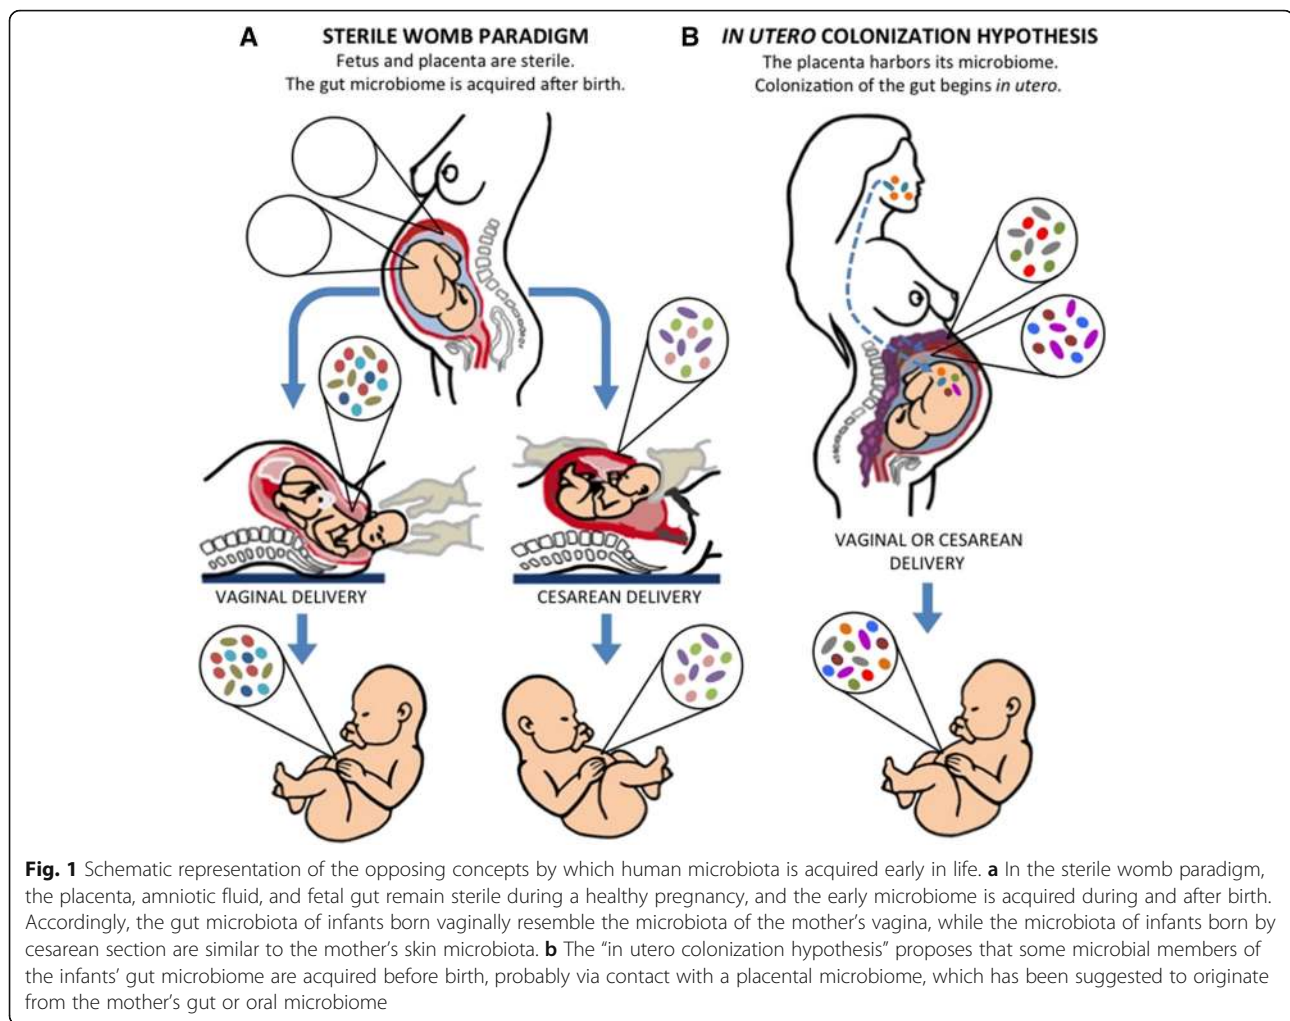 A STERILE WOMB PARADIGM
Fetus and placenta are sterile.
The gut microbiome is acquired after birth.
B IN UTERO COLONIZATION HYPOTHESIS
The placenta harbors its microbiome.
Colonization of the gut begins in utero.
VAGINAL DELIVERY
CESAREAN DELIVERY
VAGINAL OR CESAREAN
DELIVERY
Fig. 1 Schematic representation of the opposing concepts by which human microbiota is acquired early in life. a In the sterile womb paradigm,
the placenta, amniotic fluid, and fetal gut remain sterile during a healthy pregnancy, and the early microbiome is acquired during and after birth.
Accordingly, the gut microbiota of infants born vaginally resemble the microbiota of the mother's vagina, while the microbiota of infants born by
cesarean section are similar to the mother's skin microbiota. b The "in utero colonization hypothesis" proposes that some microbial members of
the infants' gut microbiome are acquired before birth, probably via contact with a placental microbiome, which has been suggested to originate
from the mother's gut or oral microbiome